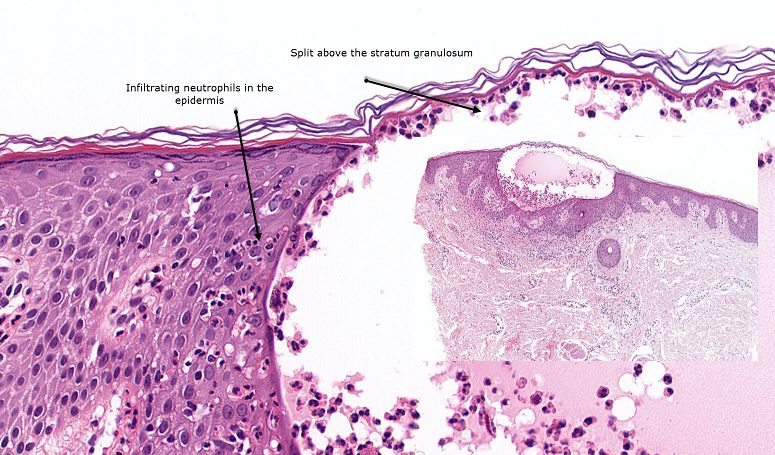 Split above the stratum granulosum
Infiltrating neutrophils in the
epidermis